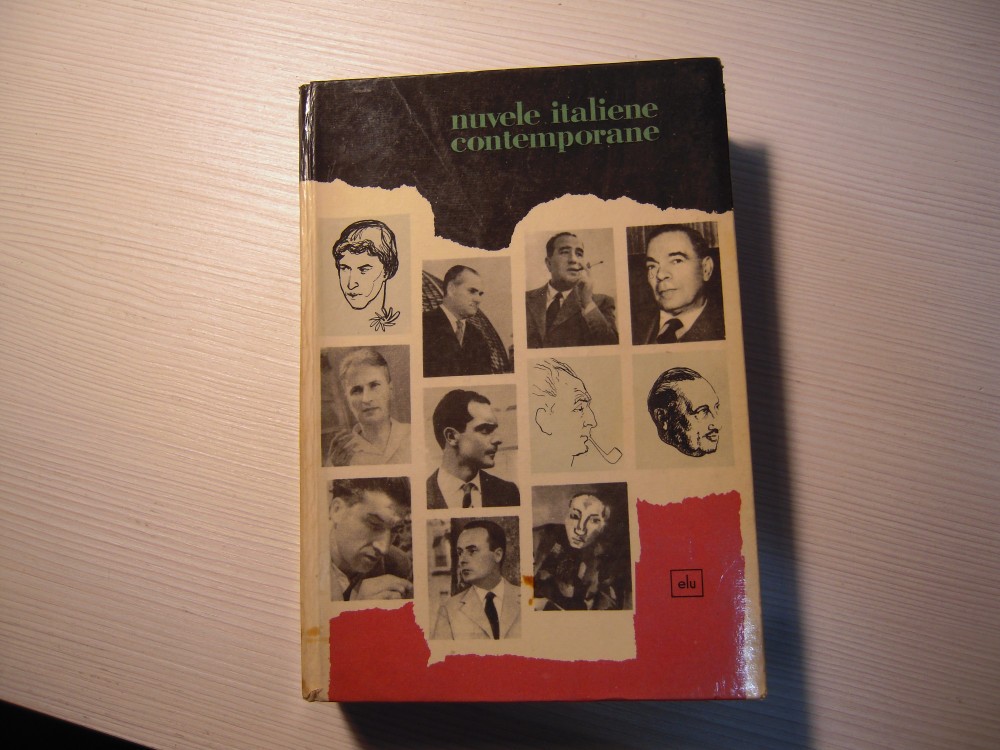 nuvele italiene
contemporane
elu